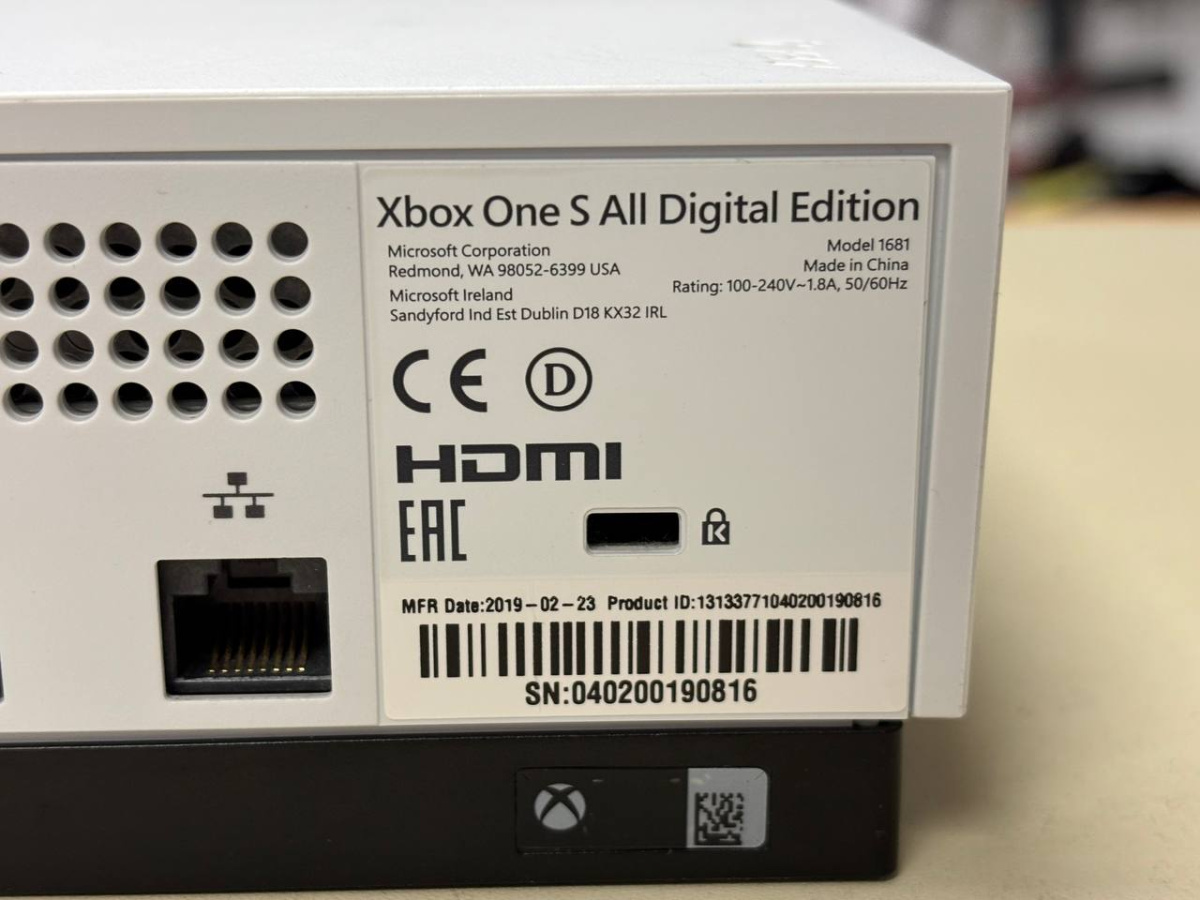 Xbox One S All Digital Edition
Microsoft Corporation
Redmond, WA 98052-6399 USA
Microsoft Ireland
Sandyford Ind Est Dublin D18 KX32 IRL
Model 1681
Made in China
Rating: 100-240V~1.8A, 50/60Hz
CE D
HDMI
EAC
K
MFR Date:2019-02-23 Product ID:13133771040200190816
SN:040200190816